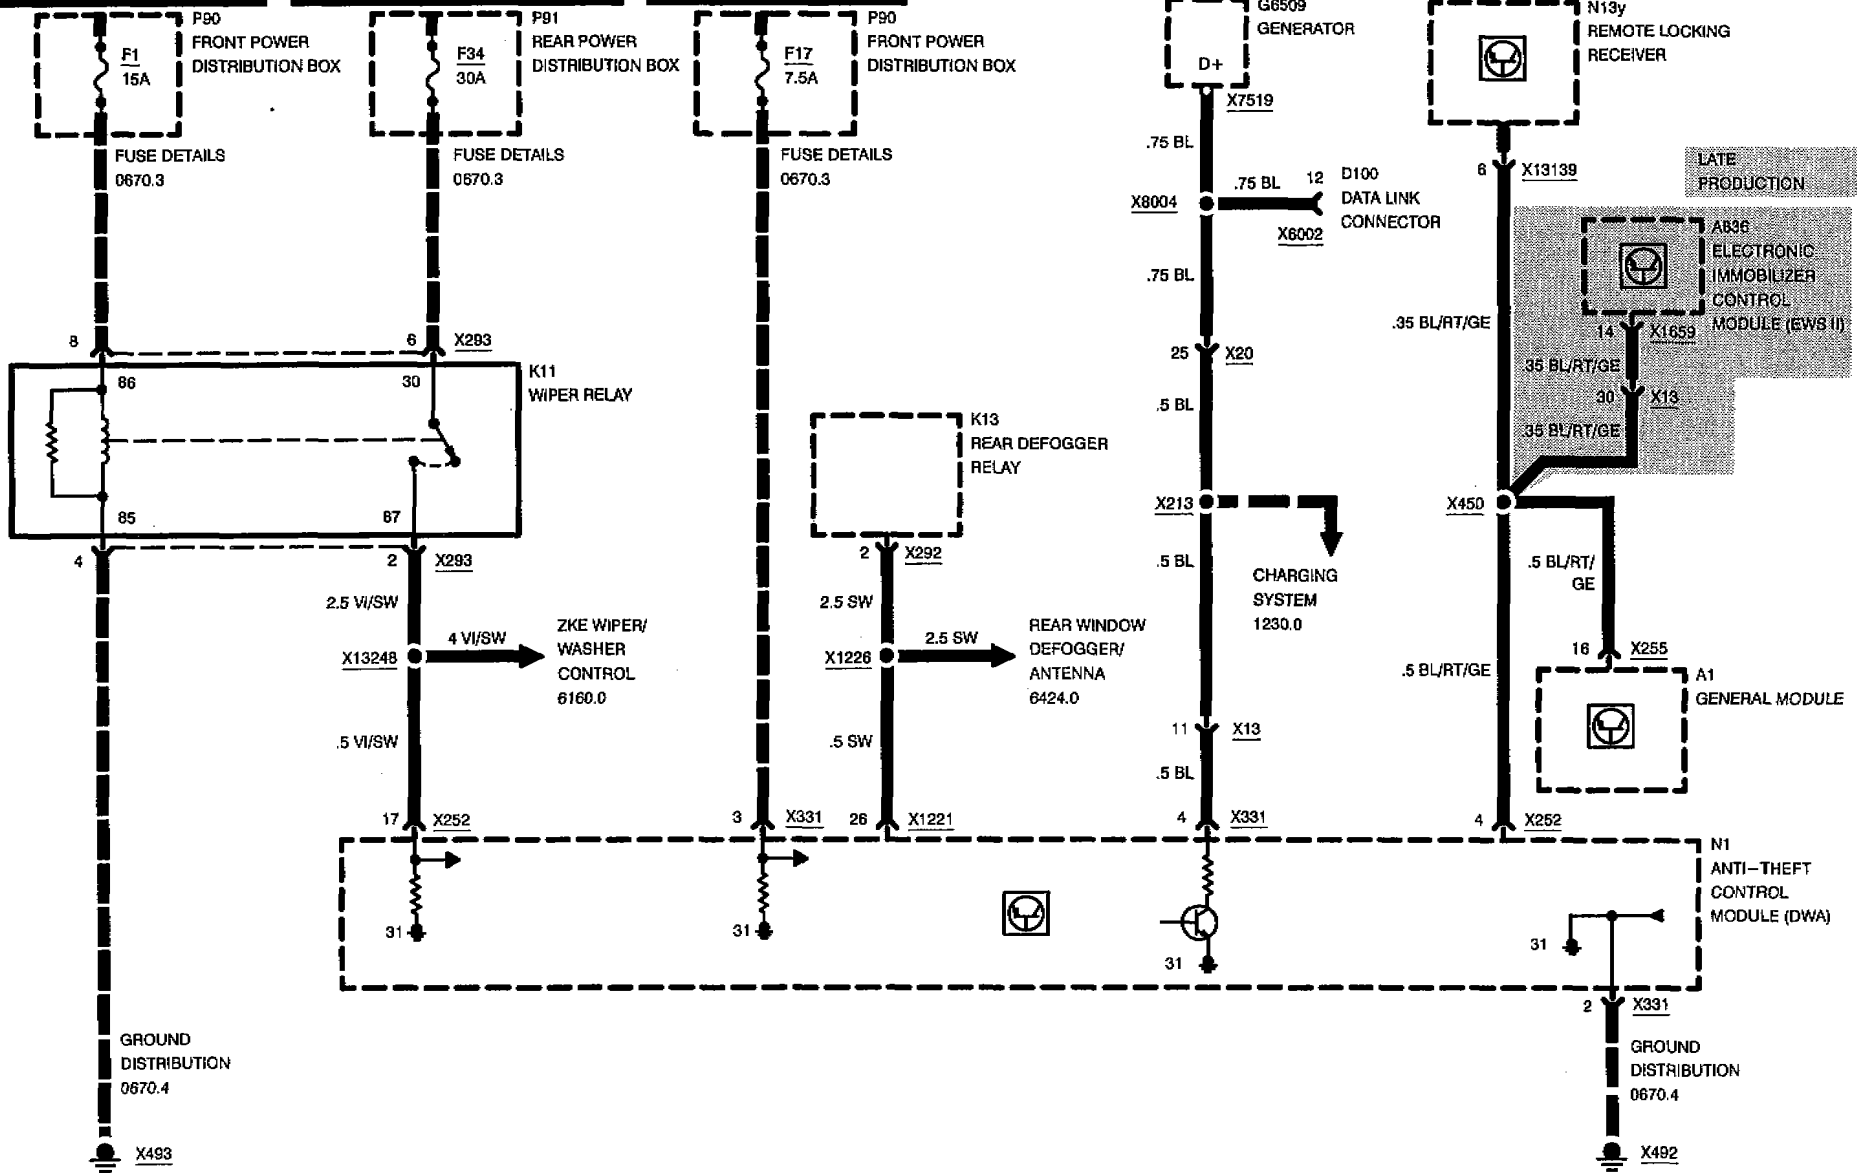 P90
FRONT POWER
DISTRIBUTION BOX
F1
15A
FUSE DETAILS
0670.3
P91
REAR POWER
DISTRIBUTION BOX
F34
30A
FUSE DETAILS
0670.3
P90
FRONT POWER
DISTRIBUTION BOX
F17
7.5A
FUSE DETAILS
0670.3
G6509
GENERATOR
D+
X7519
.75 BL
X8004
.75 BL
12
D100
DATA LINK
CONNECTOR
X6002
.75 BL
25
X20
.5 BL
X213
.5 BL
CHARGING
SYSTEM
1230.0
11
X13
.5 BL
4
X331
N13y
REMOTE LOCKING
RECEIVER
6
X13139
LATE
PRODUCTION
A836
ELECTRONIC
IMMOBILIZER
CONTROL
MODULE (EWS II)
14
X1659
.35 BL/RT/GE
.35 BL/RT/GE
30
X13
.35 BL/RT/GE
X450
.5 BL/RT/
GE
16
X255
A1
GENERAL MODULE
.5 BL/RT/GE
4
X252
8
6
X293
K11
WIPER RELAY
86
30
85
87
4
2
X293
2.5 VI/SW
X13248
4 VI/SW
ZKE WIPER/
WASHER
CONTROL
6160.0
.5 VI/SW
17
X252
3
X331
K13
REAR DEFOGGER
RELAY
2
X292
2.5 SW
X1226
2.5 SW
REAR WINDOW
DEFOGGER/
ANTENNA
6424.0
.5 SW
26
X1221
N1
ANTI-THEFT
CONTROL
MODULE (DWA)
31
31
31
31
2
X331
GROUND
DISTRIBUTION
0670.4
X493
GROUND
DISTRIBUTION
0670.4
X492